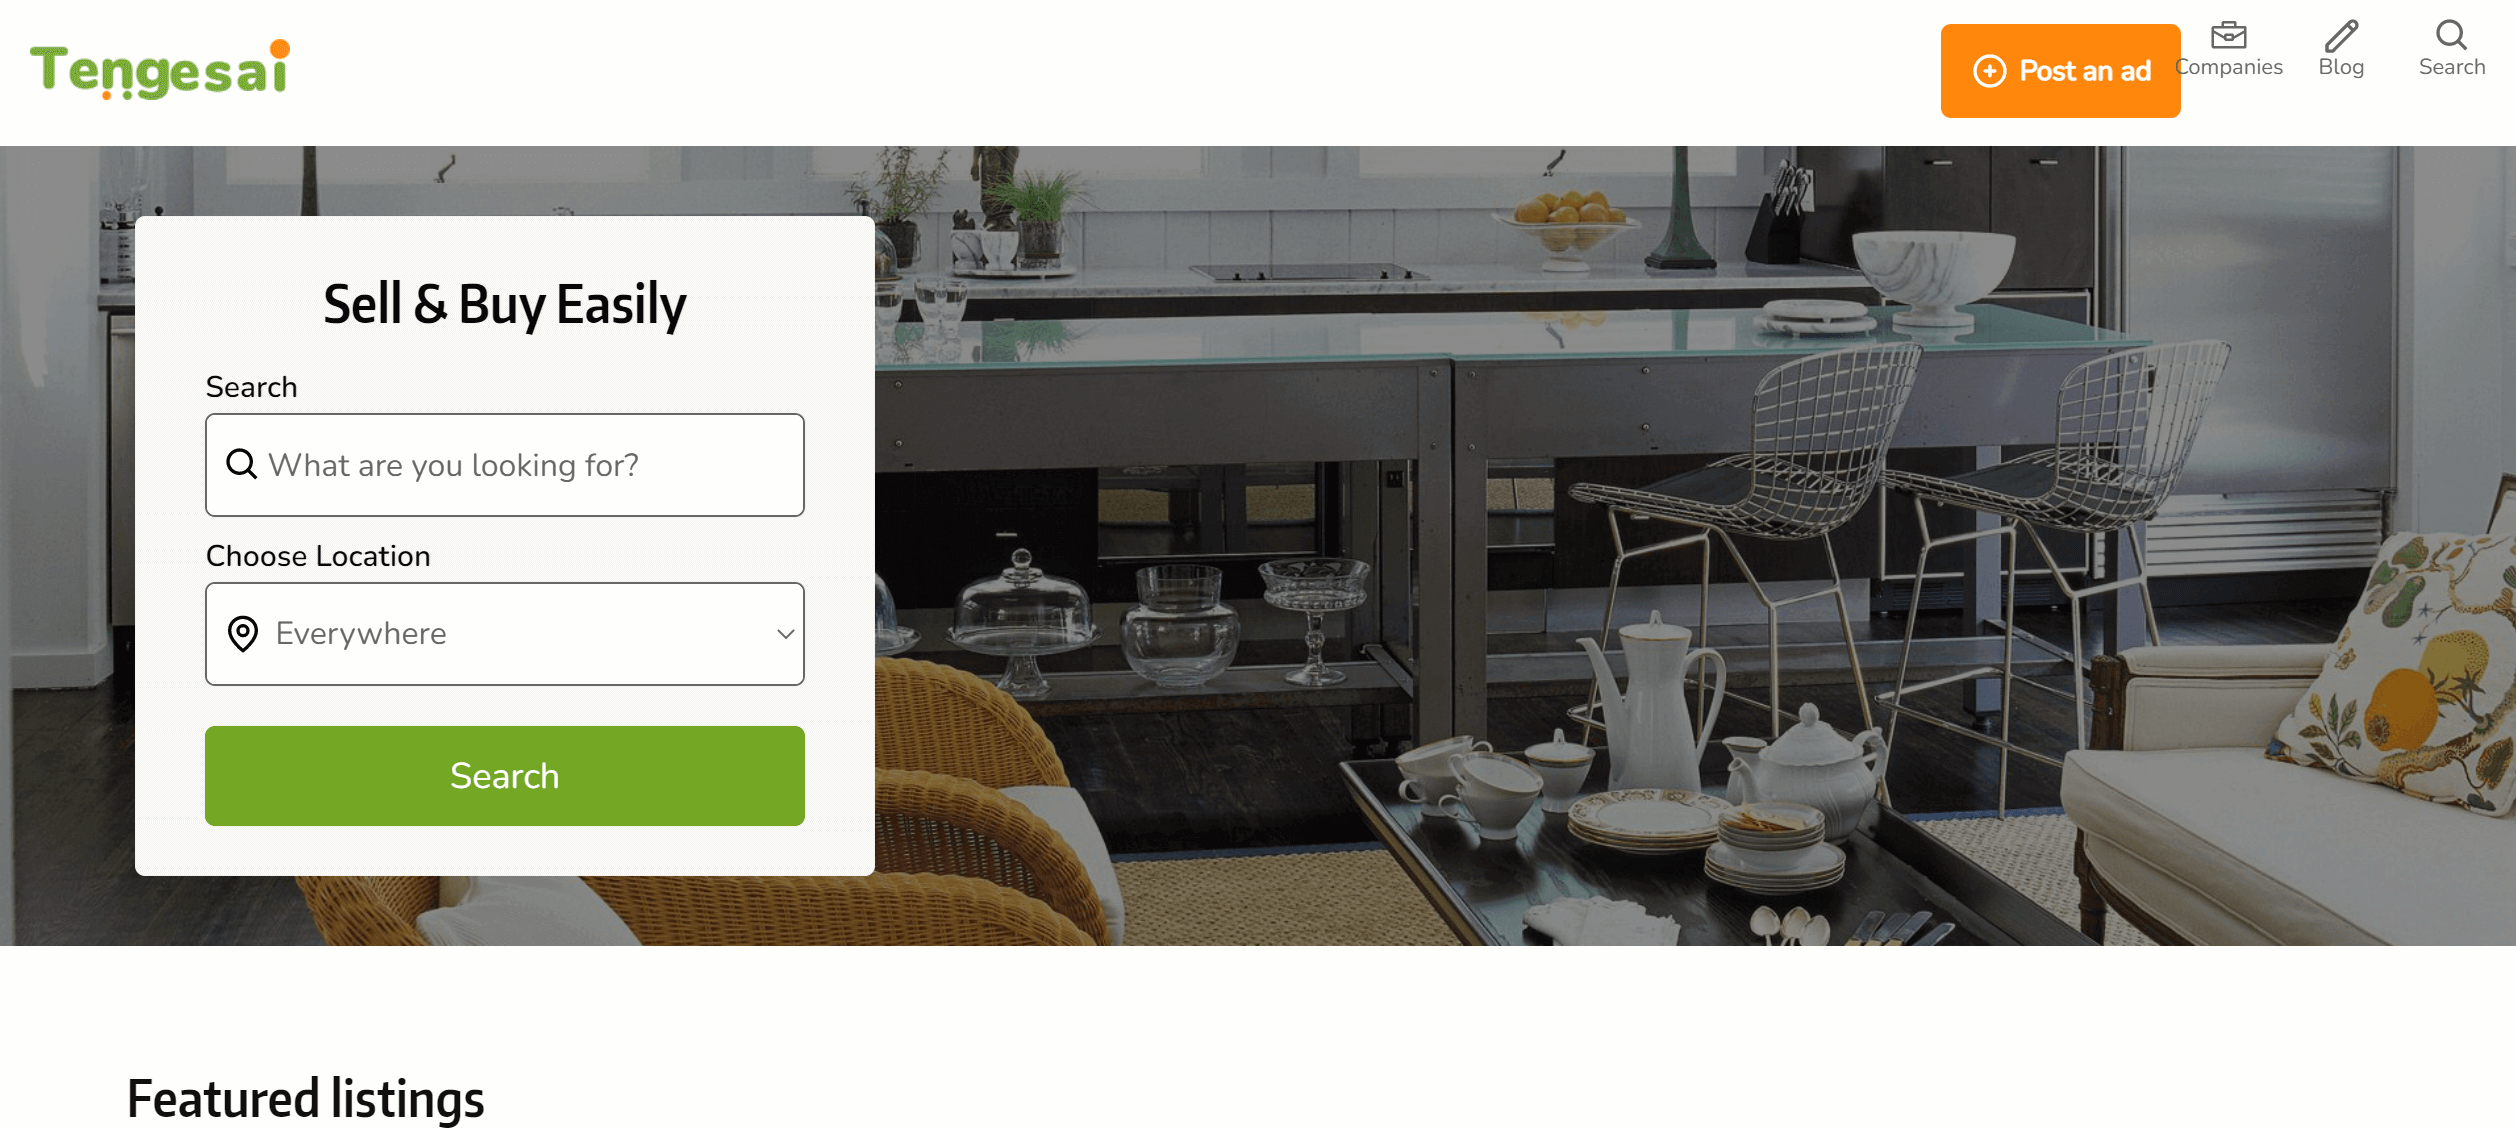 Tengesai
Post an ad
Companies
Blog
Search
Sell & Buy Easily
Search
What are you looking for?
Choose Location
Everywhere
Search
Featured listings